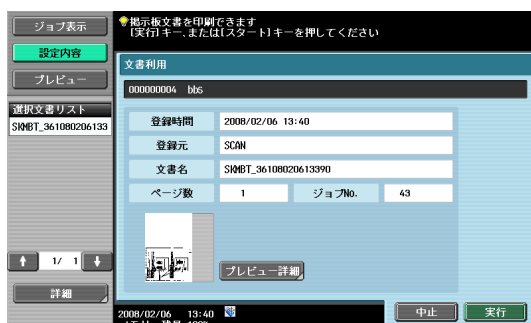 ジョブ表示
設定内容
プレビュー
選択文書リスト
SKMBT_361080206133
1/ 1
詳細
掲示板文書を印刷できます
[実行]キー、または[スタート]キーを押してください
文書利用
000000004 bbs
登録時間 2008/02/06 13:40
登録元 SCAN
文書名 SKMBT_36108020613390
ページ数 1 ジョブNo. 43
プレビュー詳細
2008/02/06 13:40
中止 実行